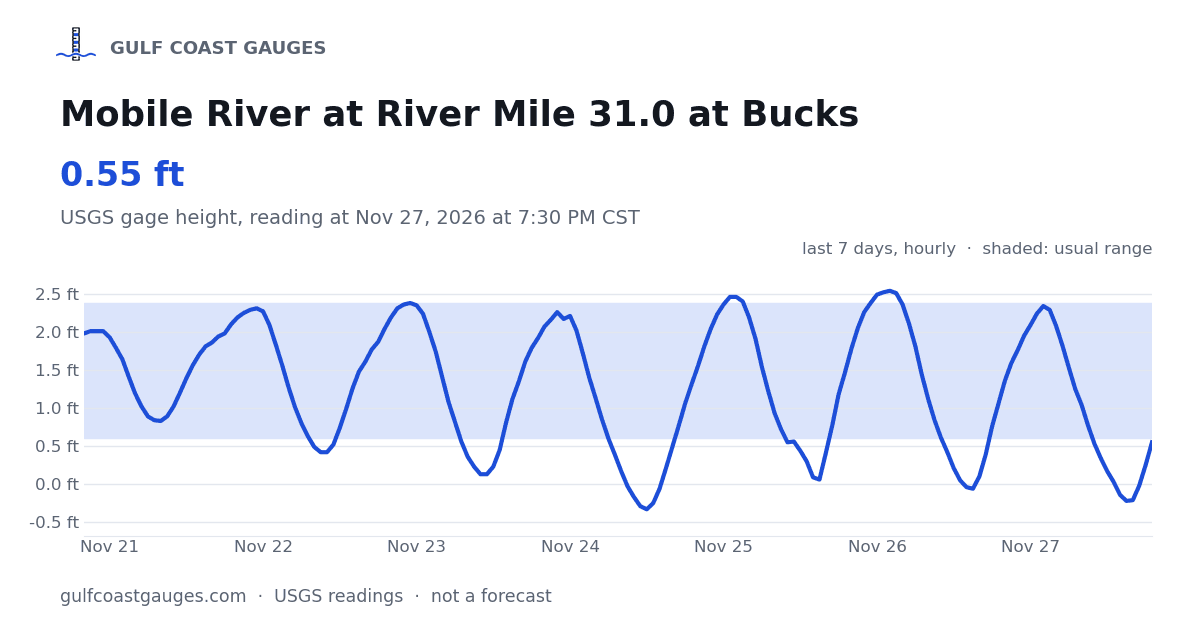 GULF COAST GAUGES
Mobile River at River Mile 31.0 at Bucks
0.55 ft
USGS gage height, reading at Nov 27, 2026 at 7:30 PM CST
last 7 days, hourly · shaded: usual range
2.5 ft
2.0 ft
1.5 ft
1.0 ft
0.5 ft
0.0 ft
-0.5 ft
Nov 21 Nov 22 Nov 23 Nov 24 Nov 25 Nov 26 Nov 27
gulfcoastgauges.com · USGS readings · not a forecast